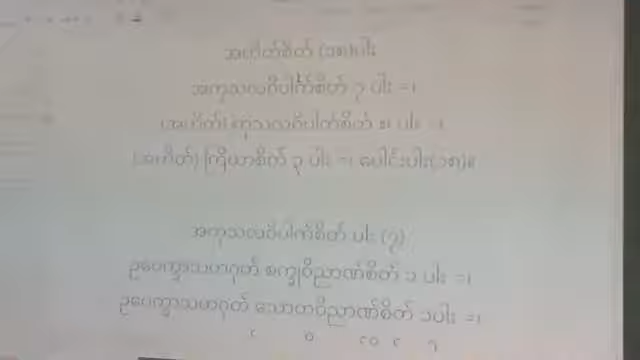 အဟိတ်စိတ် (၁၈)ပါး
အကုသလဝိပါက်စိတ် ၇ ပါး =၊
(အဟိတ်) ကုသလဝိပါက်စိတ် ၈ ပါး =၊
(အဟိတ်) ကြိယာစိတ် ၃ ပါး =၊ ပေါင်းပါး(၁၈)။
အကုသလဝိပါက်စိတ် ပါး (၇)
ဥပေက္ခာသဟဂုတ် စက္ခုဝိညာဏ်စိတ် ၁ ပါး =၊
ဥပေက္ခာသဟဂုတ် သောတဝိညာဏ်စိတ် ၁ပါး =၊